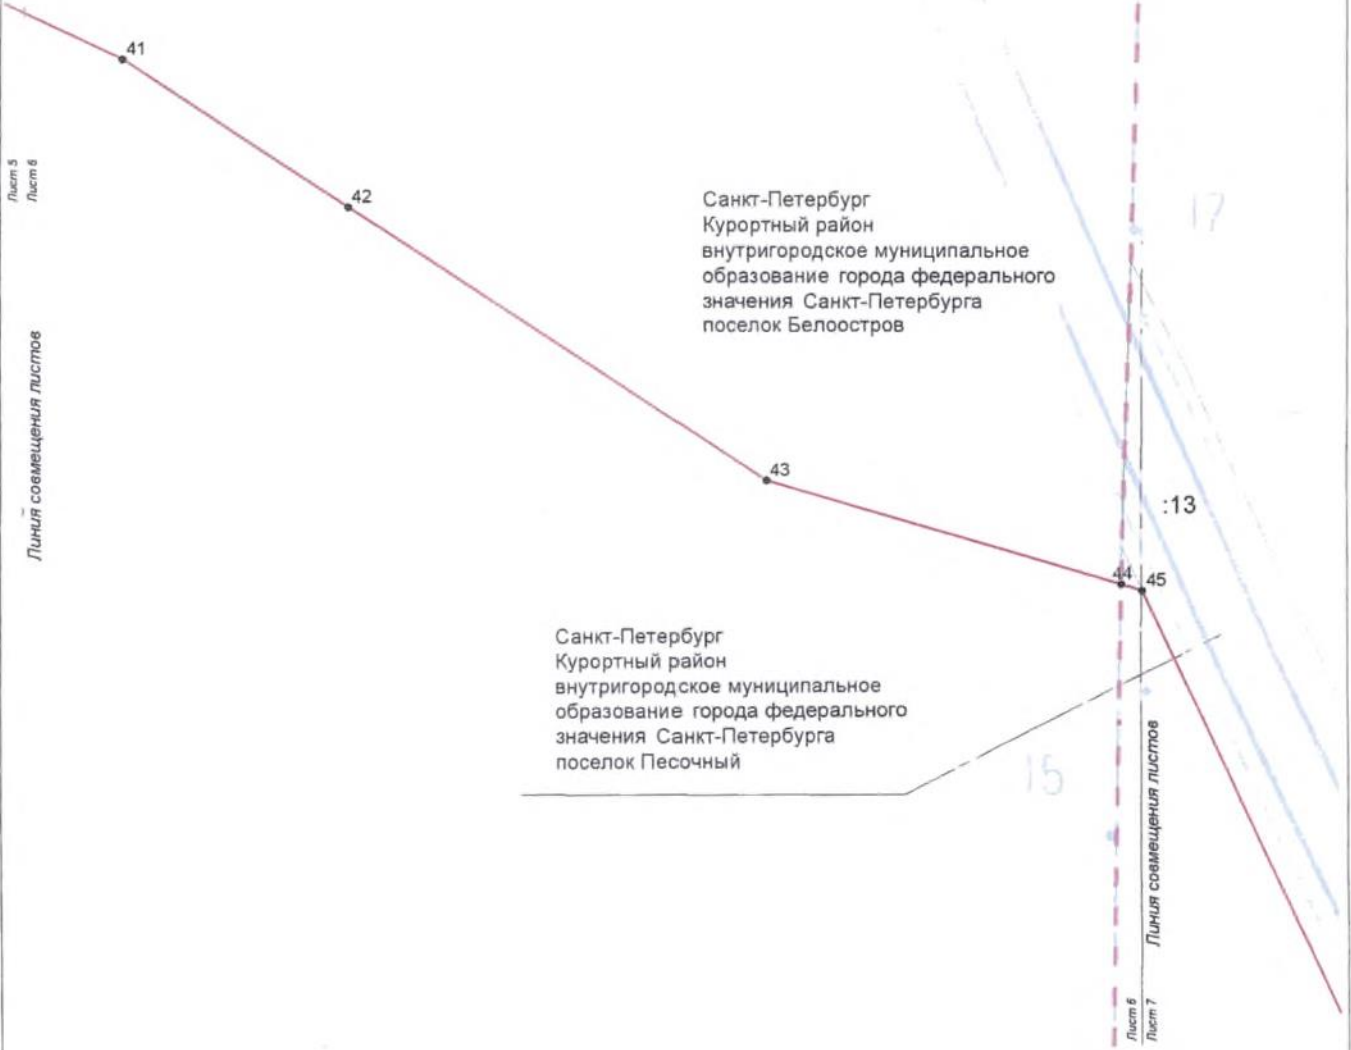 41
Лист 5
Лист 6
42
Санкт-Петербург
Курортный район
внутригородское муниципальное
образование города федерального
значения Санкт-Петербурга
поселок Белоостров
17
Линия совмещения листов
43
:13
44
45
Санкт-Петербург
Курортный район
внутригородское муниципальное
образование города федерального
значения Санкт-Петербурга
поселок Песочный
15
Линия совмещения листов
Лист 6
Лист 7